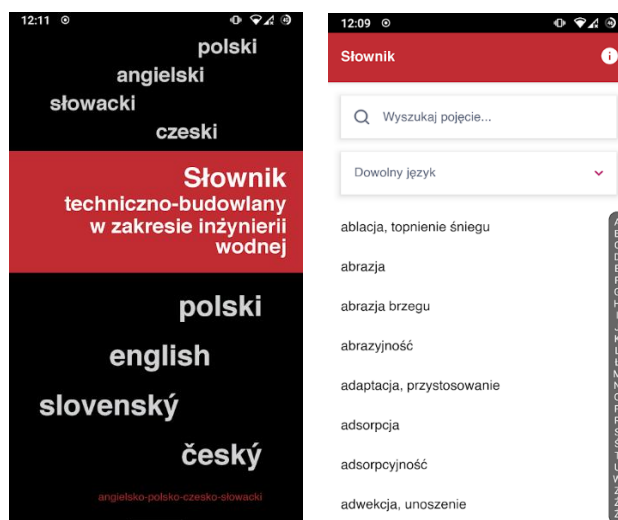 12:11
polski
angielski
słowacki
czeski
Słownik
techniczno-budowlany
w zakresie inżynierii
wodnej
polski
english
slovenský
český
angielsko-polsko-czesko-słowacki
12:09
Słownik
Wyszukaj pojęcie...
Dowolny język
ablacja, topnienie śniegu
abrazja
abrazja brzegu
abrazyjność
adaptacja, przystosowanie
adsorpcja
adsorpcyjność
adwekcja, unoszenie